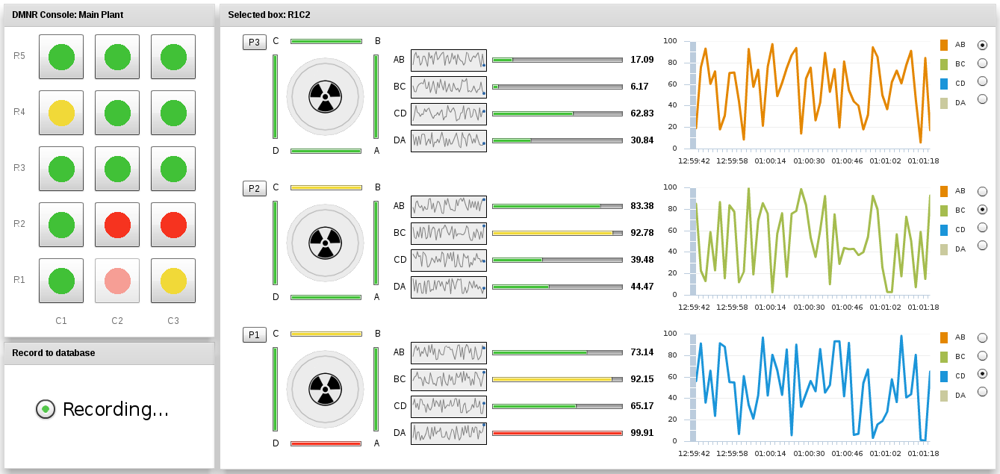 DMNR Console: Main Plant
R5
R4
R3
R2
R1
C1 C2 C3
Record to database
Recording...
Selected box: R1C2
P3 C B
D A
AB 17.09
BC 6.17
CD 62.83
DA 30.84
100
80
60
40
20
0
12:59:42 12:59:58 01:00:14 01:00:30 01:00:46 01:01:02 01:01:18
AB
BC
CD
DA
P2 C B
D A
AB 83.38
BC 92.78
CD 39.48
DA 44.47
100
80
60
40
20
0
12:59:42 12:59:58 01:00:14 01:00:30 01:00:46 01:01:02 01:01:18
AB
BC
CD
DA
P1 C B
D A
AB 73.14
BC 92.15
CD 65.17
DA 99.91
100
80
60
40
20
0
12:59:42 12:59:58 01:00:14 01:00:30 01:00:46 01:01:02 01:01:18
AB
BC
CD
DA